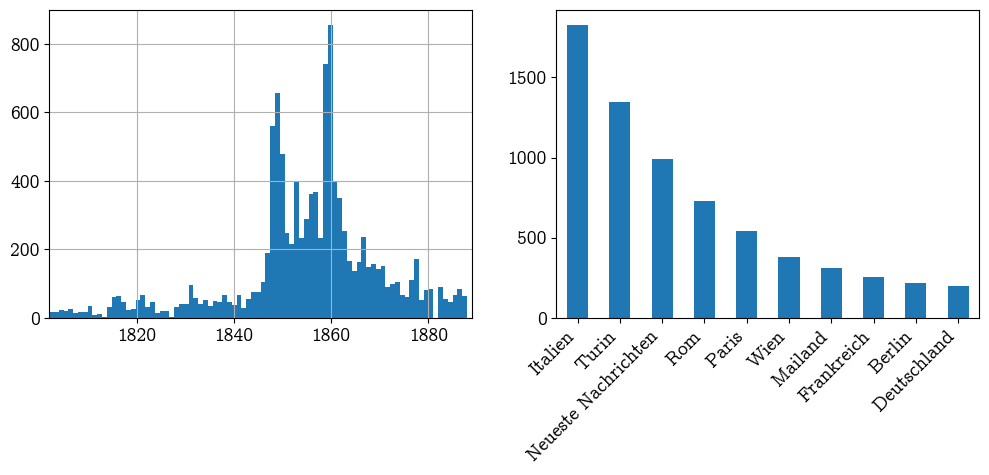 800
600
400
200
0
1820 1840 1860 1880
1500
1000
500
0
Italien
Turin
Neueste Nachrichten
Rom
Paris
Wien
Mailand
Frankreich
Berlin
Deutschland